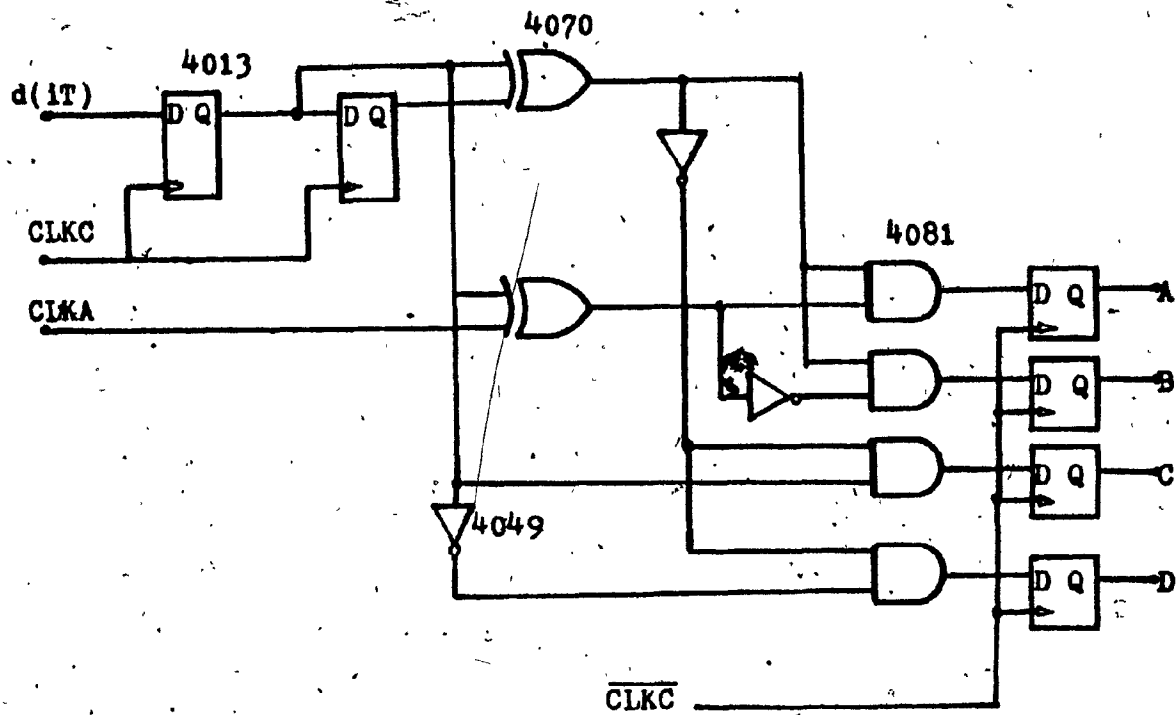 4070
4013
d(iT)
D Q
D Q
CLKC
4081
CLKA
D Q
A
D Q
B
D Q
C
4049
D Q
D
CLKC